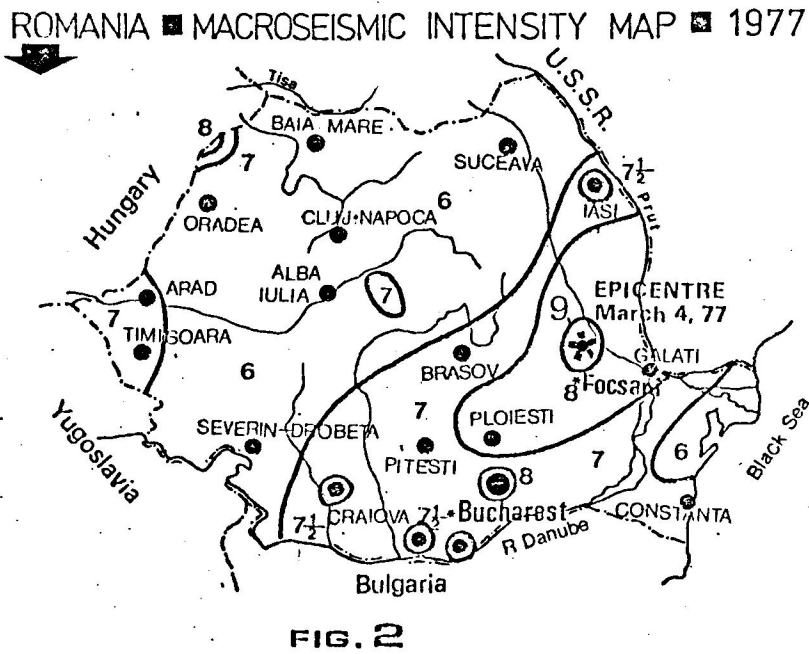 ROMANIA ■ MACROSEISMIC INTENSITY MAP ■ 1977
Tisa
U.S.S.R.
8
BAIA MARE
7
SUCEAVA
7½
Prut
Hungary
ORADEA
6
CLUJ-NAPOCA
IASI
ALBA
IULIA
ARAD
7
7
EPICENTRE
March 4, 77
9
TIMISOARA
6
BRASOV
GALATI
8
Focsani
Yugoslavia
SEVERIN-DROBETA
7
PLOIESTI
PITESTI
7
6
Black Sea
8
7½
CRAIOVA
7½
*Bucharest
CONSTANTA
R Danube
Bulgaria
FIG. 2